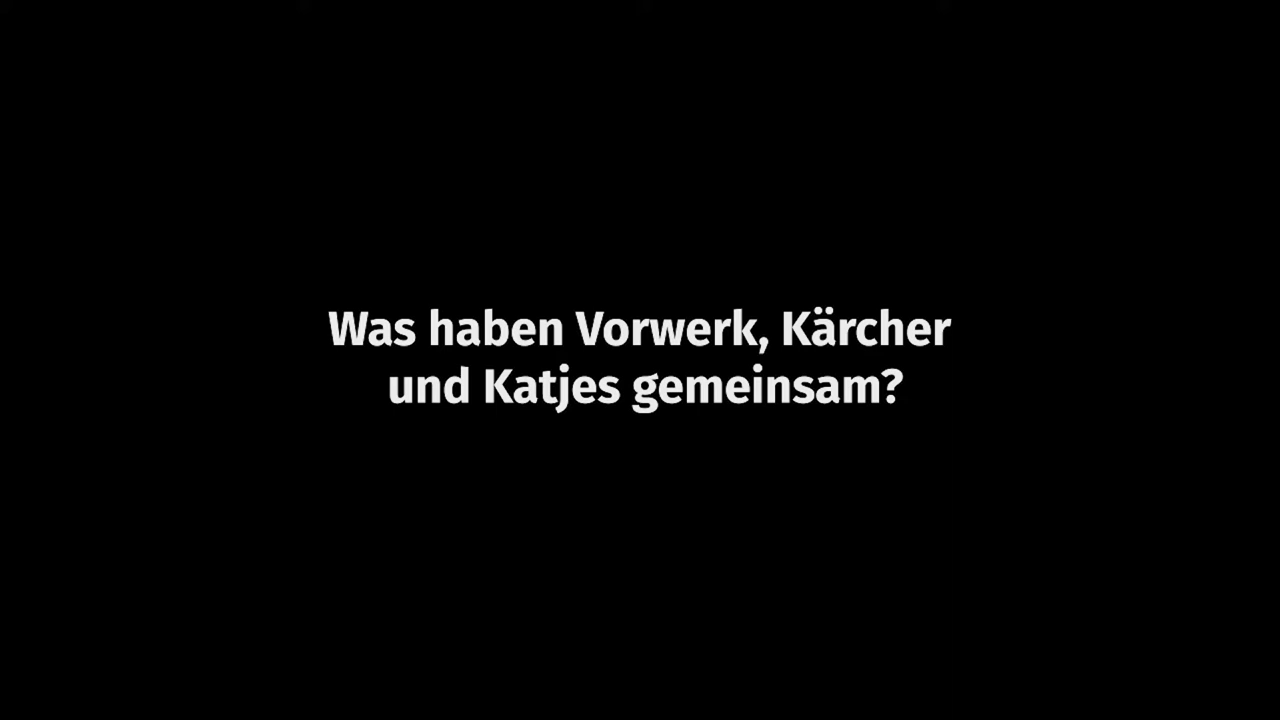 Was haben Vorwerk, Kärcher
und Katjes gemeinsam?